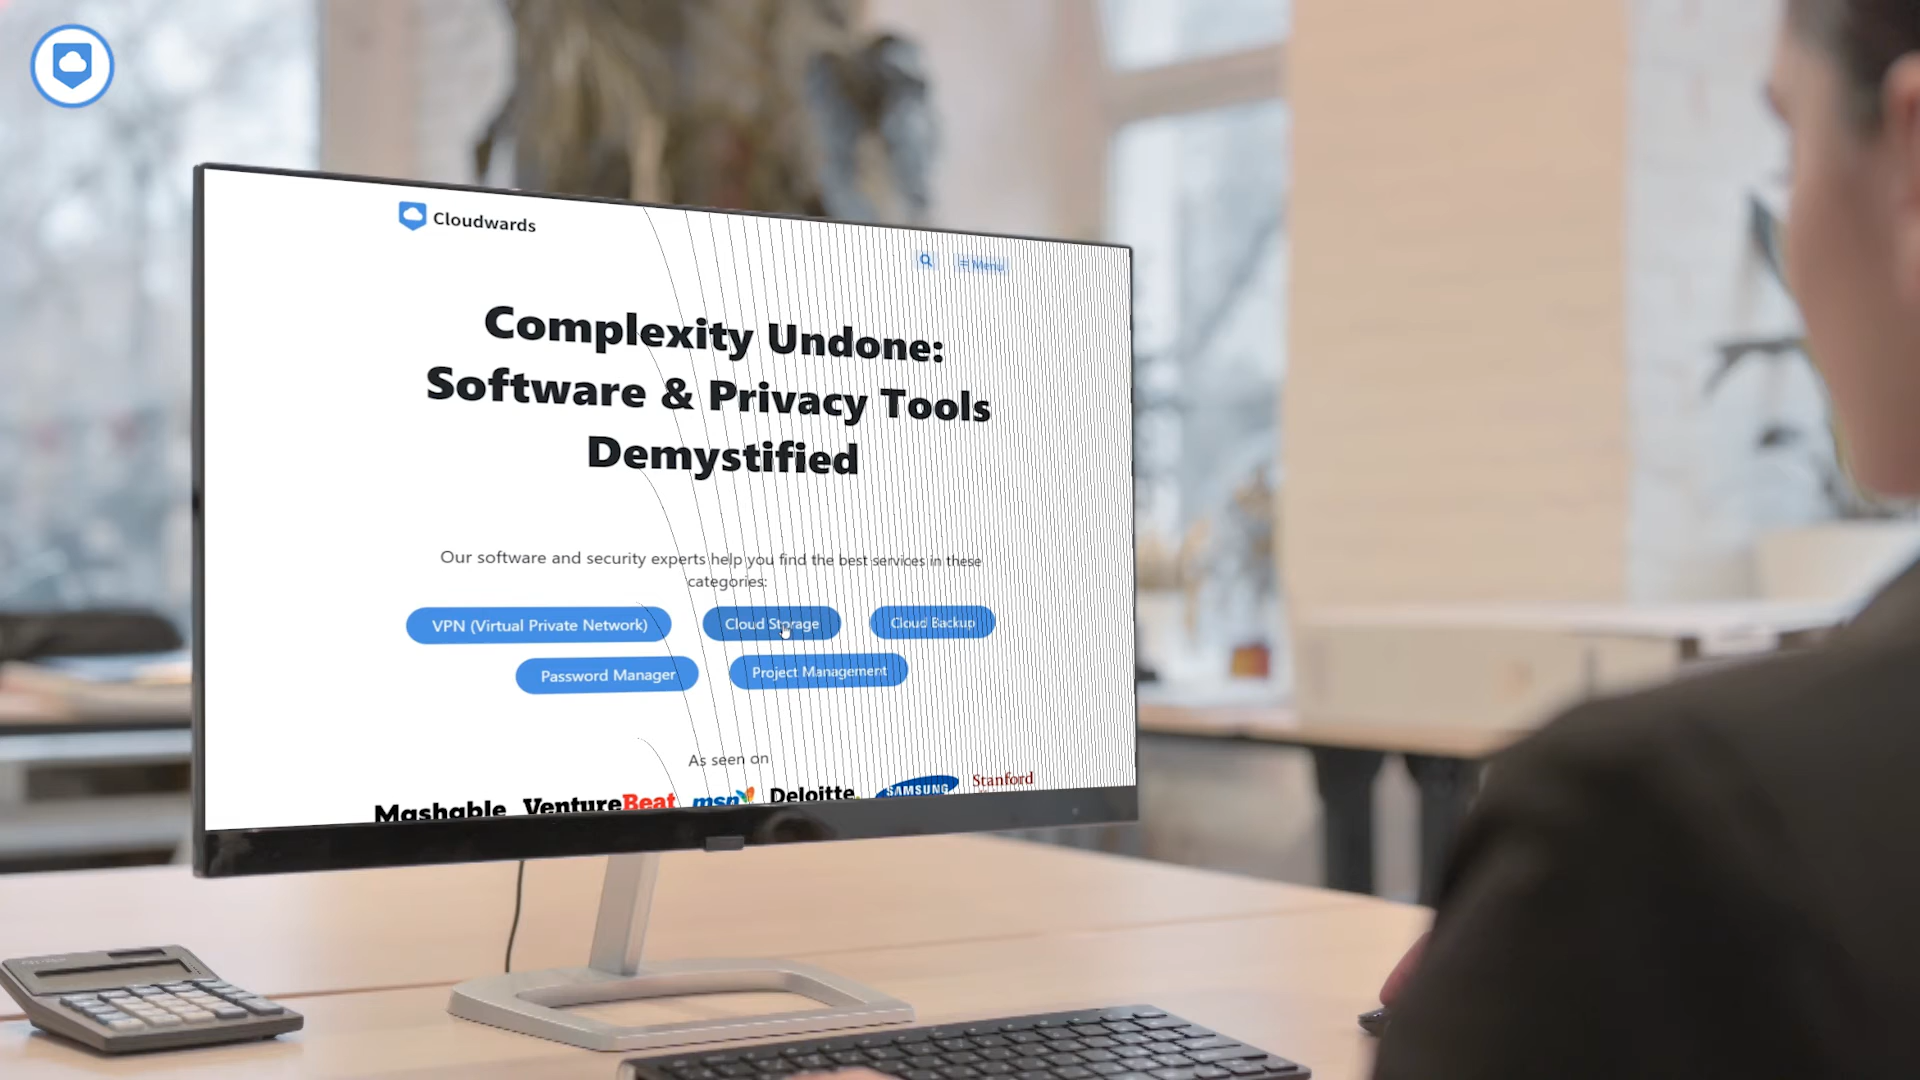 Cloudwards
Menu
Complexity Undone:
Software & Privacy Tools
Demystified
Our software and security experts help you find the best services in these
categories:
VPN (Virtual Private Network)
Cloud Storage
Cloud Backup
Password Manager
Project Management
As seen on
Mashable
VentureBeat
msn
Deloitte.
SAMSUNG
Stanford